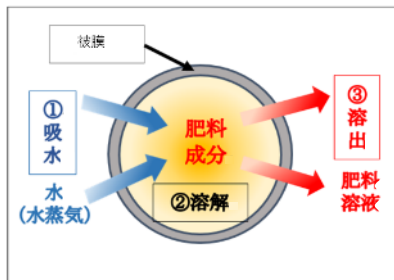 被膜
①
吸
水
水
(水蒸気)
肥料
成分
②溶解
③
溶
出
肥料
溶液